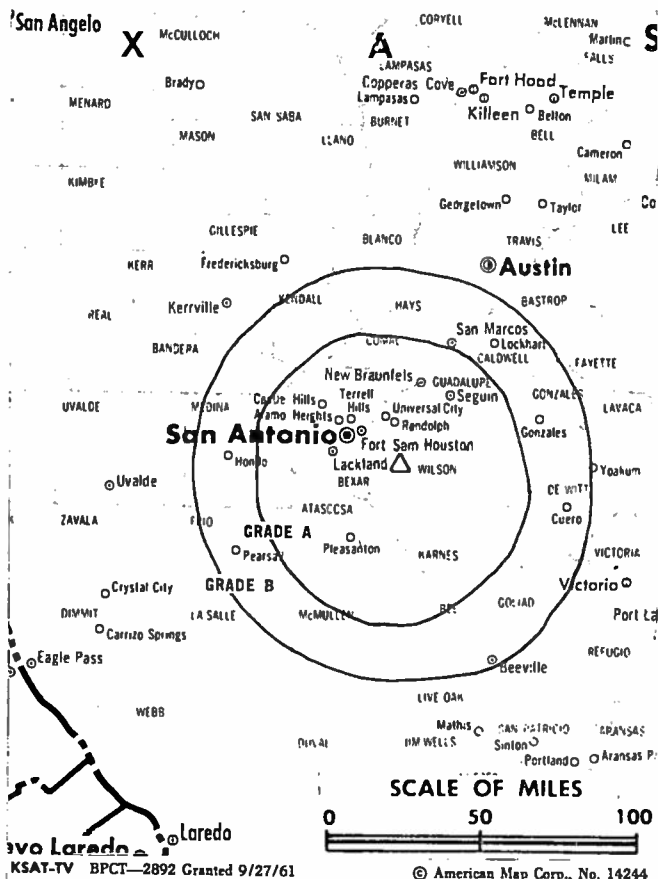 San Angelo
X
A
S
McCULLOCH
CORYELL
McLENNAN
FALLS
LAMPASAS
Brady
Copperas Cove
Fort Hood
Lampasas
Killeen
Temple
Belton
MENARD
SAN SABA
BURNET
BELL
MASON
LLANO
Cameron
WILLIAMSON
MILAM
Georgetown
Taylor
LEE
GILLESPIE
BLANCO
TRAVIS
KERR
Fredericksburg
Austin
Kerrville
KENDALL
HAYS
BASTROP
REAL
San Marcos
COMAL
Lockhart
BANDERA
CALDWELL
FAYETTE
New Braunfels
GUADALUPE
Terrell
Hills
Seguin
GONZALES
UVALDE
MEDINA
Castle Hills
Alamo Heights
Universal City
Randolph
LAVACA
San Antonio
Gonzales
Fort Sam Houston
Hondo
Lackland
WILSON
Yoakum
Uvalde
BEXAR
DE WITT
ATASCOSA
Cuero
ZAVALA
FRIO
GRADE A
Pleasanton
Pearsall
KARNES
VICTORIA
GRADE B
Victoria
Crystal City
DIMMIT
LA SALLE
McMULLEN
BEE
GOLIAD
Carrizo Springs
Eagle Pass
REFUGIO
Beeville
LIVE OAK
WEBB
Mathis
SAN PATRICIO
ARANSAS
DUVAL
JIM WELLS
Sinton
Portland
Aransas P
SCALE OF MILES
0 50 100
Laredo
evo Laredo
KSAT-TV BPCT—2892 Granted 9/27/61
© American Map Corp., No. 14244